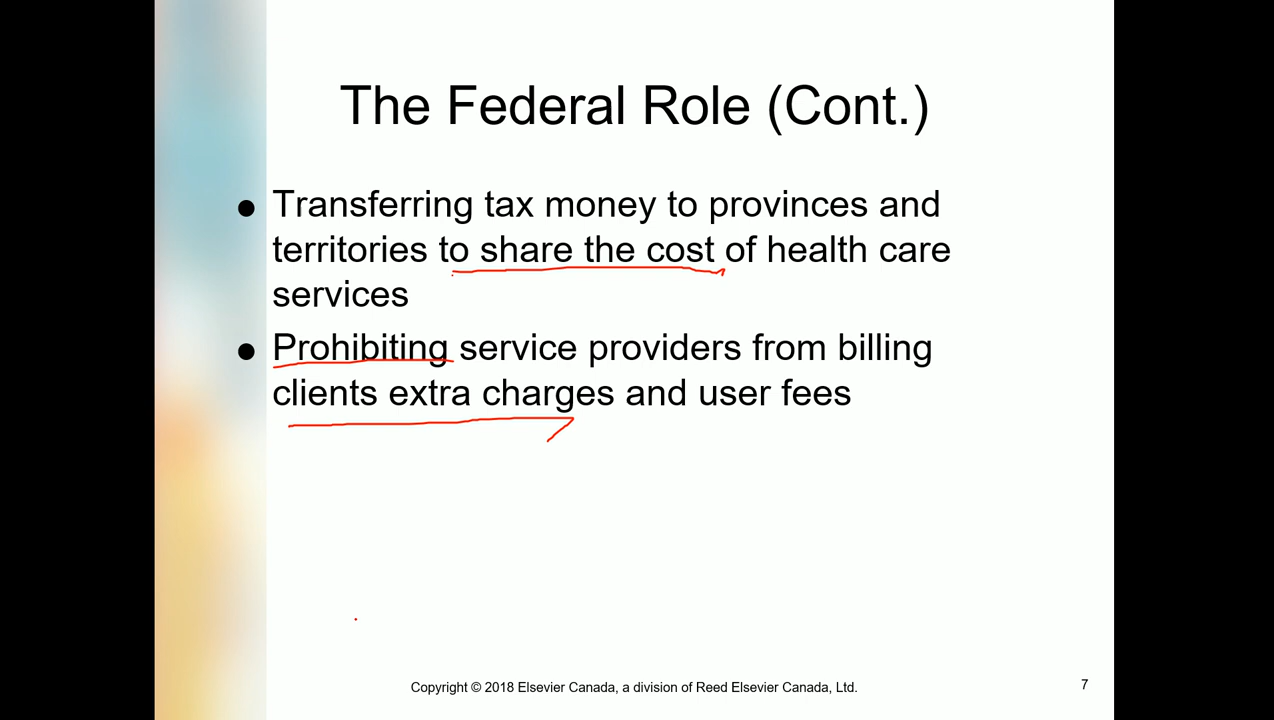 The Federal Role (Cont.)
● Transferring tax money to provinces and
territories to share the cost of health care
services
● Prohibiting service providers from billing
clients extra charges and user fees
Copyright © 2018 Elsevier Canada, a division of Reed Elsevier Canada, Ltd.
7